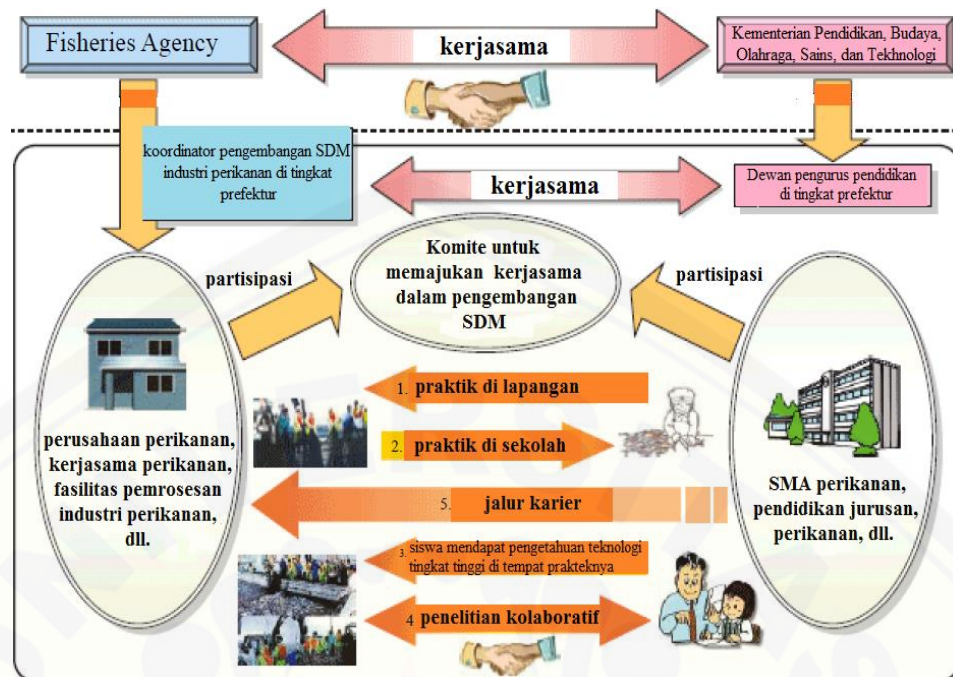 Fisheries Agency
kerjasama
Kementerian Pendidikan, Budaya,
Olahraga, Sains, dan Tekhnologi
koordinator pengembangan SDM
industri perikanan di tingkat
prefektur
kerjasama
Dewan pengurus pendidikan
di tingkat prefektur
Komite untuk
memajukan kerjasama
dalam pengembangan
SDM
partisipasi
partisipasi
1. praktik di lapangan
2. praktik di sekolah
perusahaan perikanan,
kerjasama perikanan,
fasilitas pemrosesan
industri perikanan,
dll.
SMA perikanan,
pendidikan jurusan,
perikanan, dll.
5. jalur karier
3. siswa mendapat pengetahuan teknologi
tingkat tinggi di tempat prakteknya
4 penelitian kolaboratif